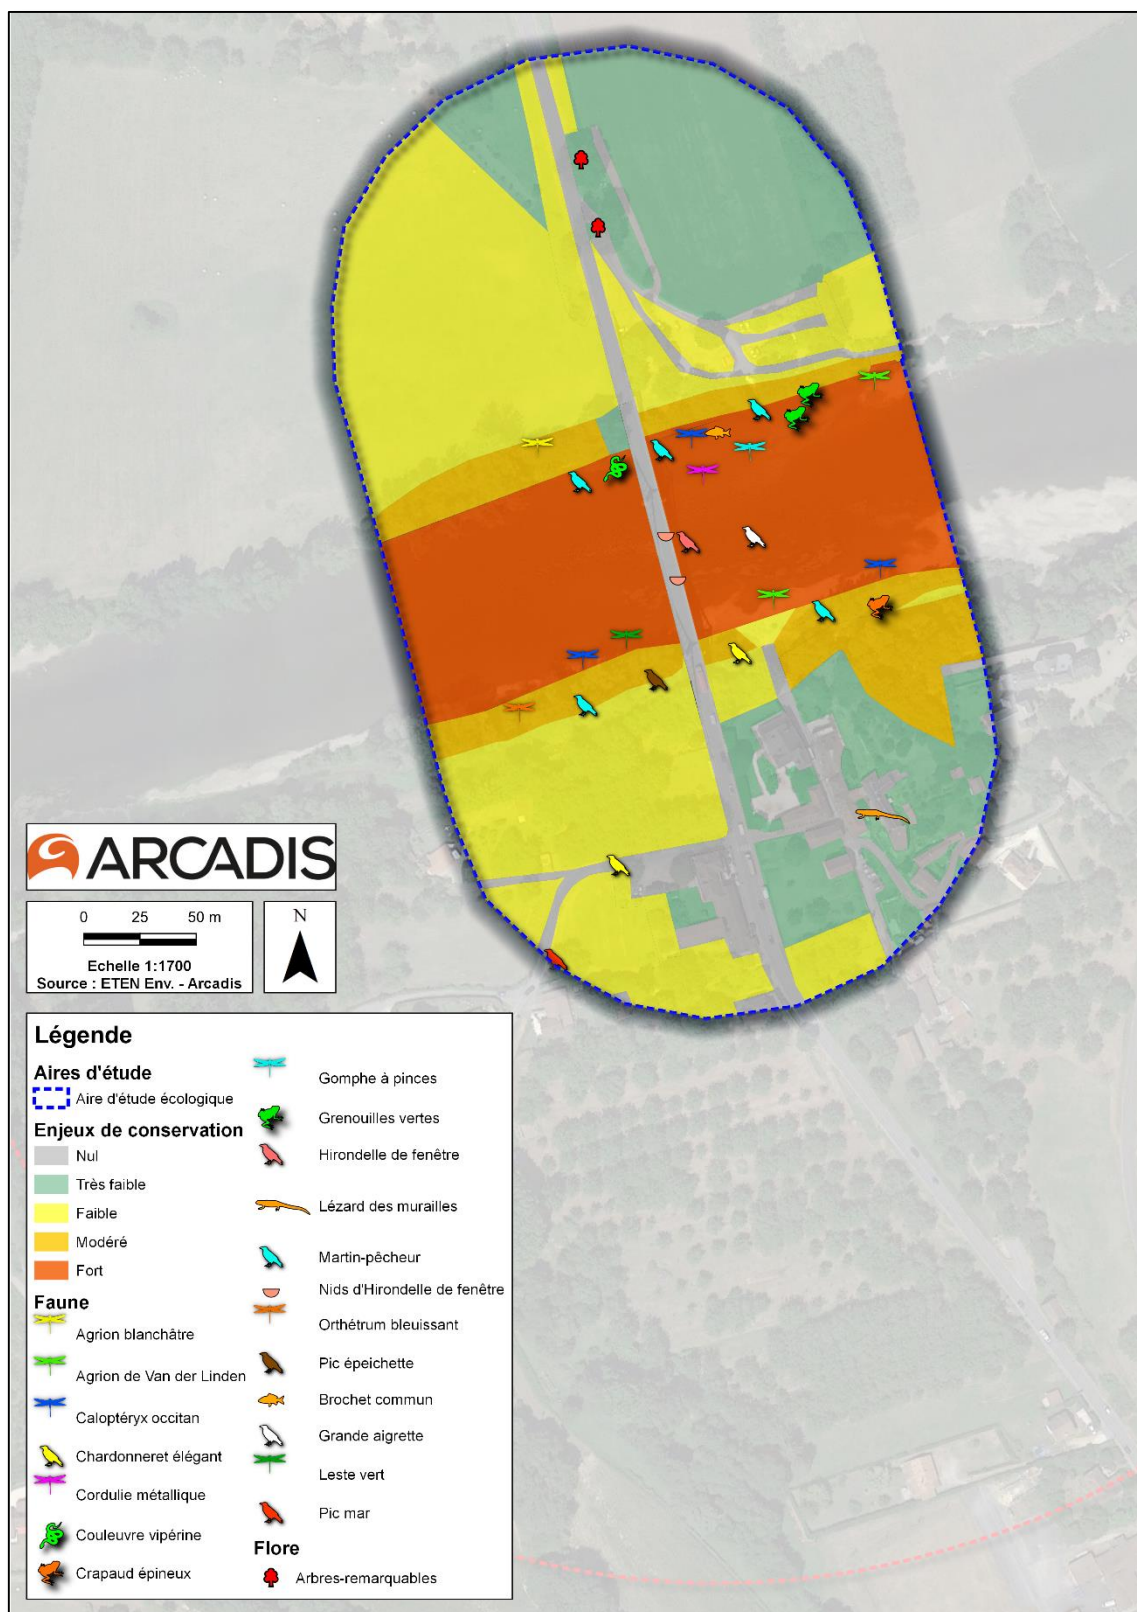 ARCADIS
0 25 50 m
Echelle 1:1700
Source : ETEN Env. - Arcadis
N
Légende
Aires d'étude
Aire d'étude écologique
Enjeux de conservation
Nul
Très faible
Faible
Modéré
Fort
Faune
Agrion blanchâtre
Agrion de Van der Linden
Caloptéryx occitan
Chardonneret élégant
Cordulie métallique
Couleuvre vipérine
Crapaud épineux
Gomphe à pinces
Grenouilles vertes
Hirondelle de fenêtre
Lézard des murailles
Martin-pêcheur
Nids d'Hirondelle de fenêtre
Orthétrum bleuissant
Pic épeichette
Brochet commun
Grande aigrette
Leste vert
Pic mar
Flore
Arbres-remarquables